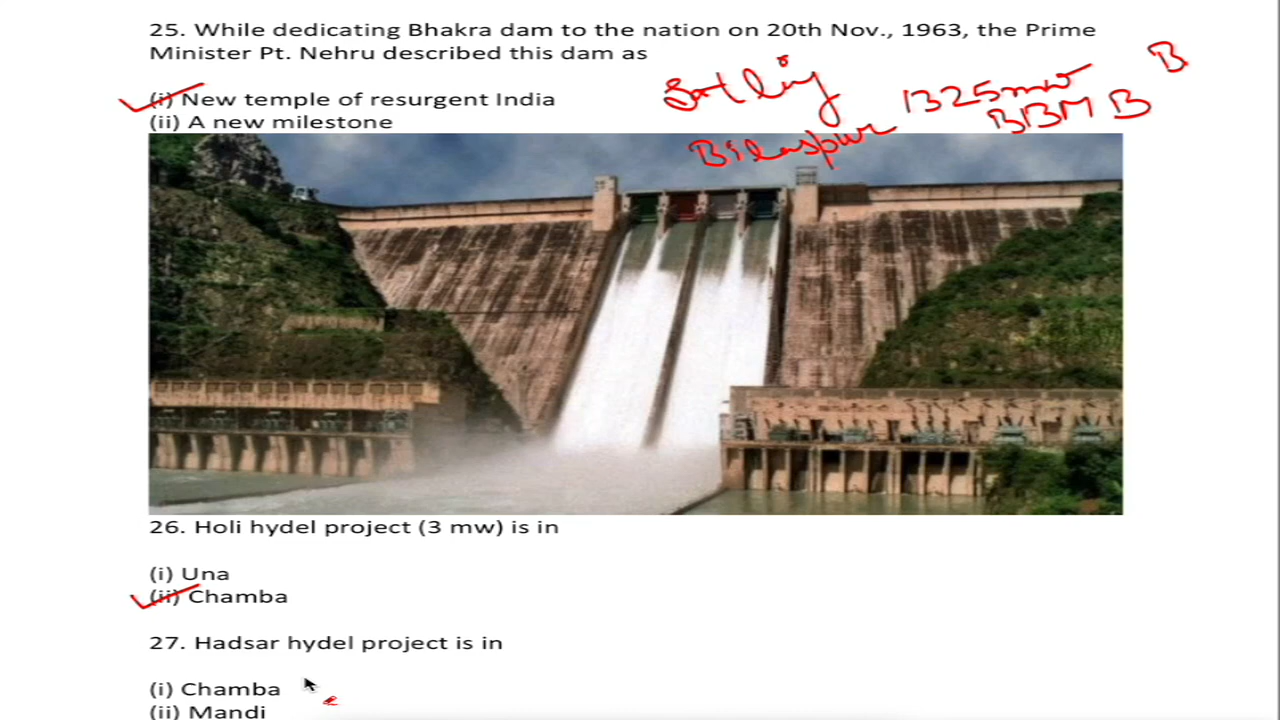 25. While dedicating Bhakra dam to the nation on 20th Nov., 1963, the Prime
Minister Pt. Nehru described this dam as
(i) New temple of resurgent India
(ii) A new milestone
Satluj
1325mw
B
BBMB
Bilaspur
26. Holi hydel project (3 mw) is in
(i) Una
(ii) Chamba
27. Hadsar hydel project is in
(i) Chamba
(ii) Mandi